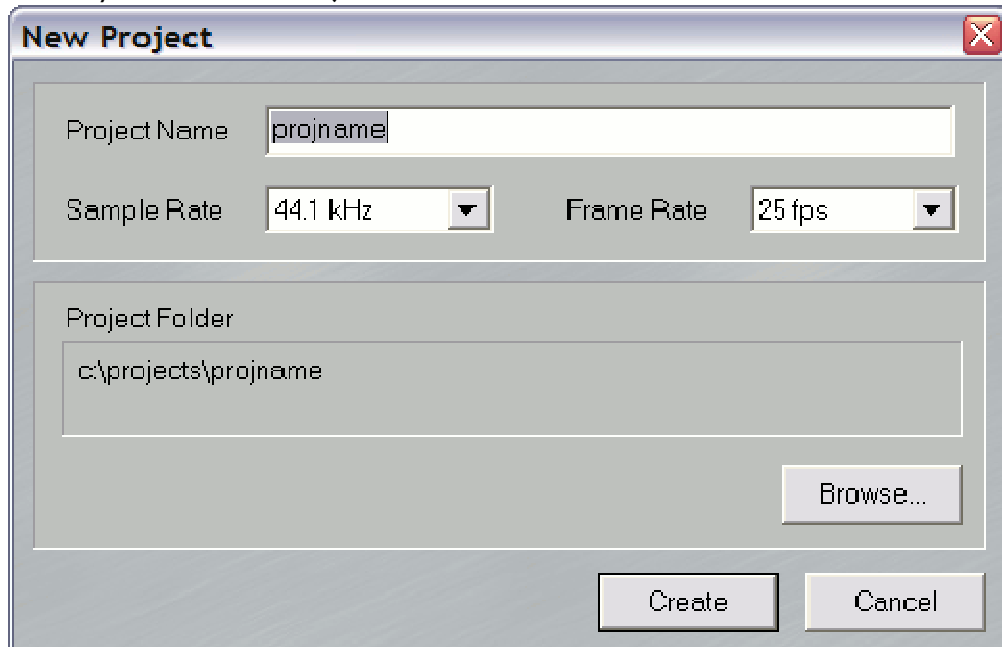 New Project
Project Name projname
Sample Rate 44.1 kHz Frame Rate 25 fps
Project Folder
c:\projects\projname
Browse...
Create Cancel